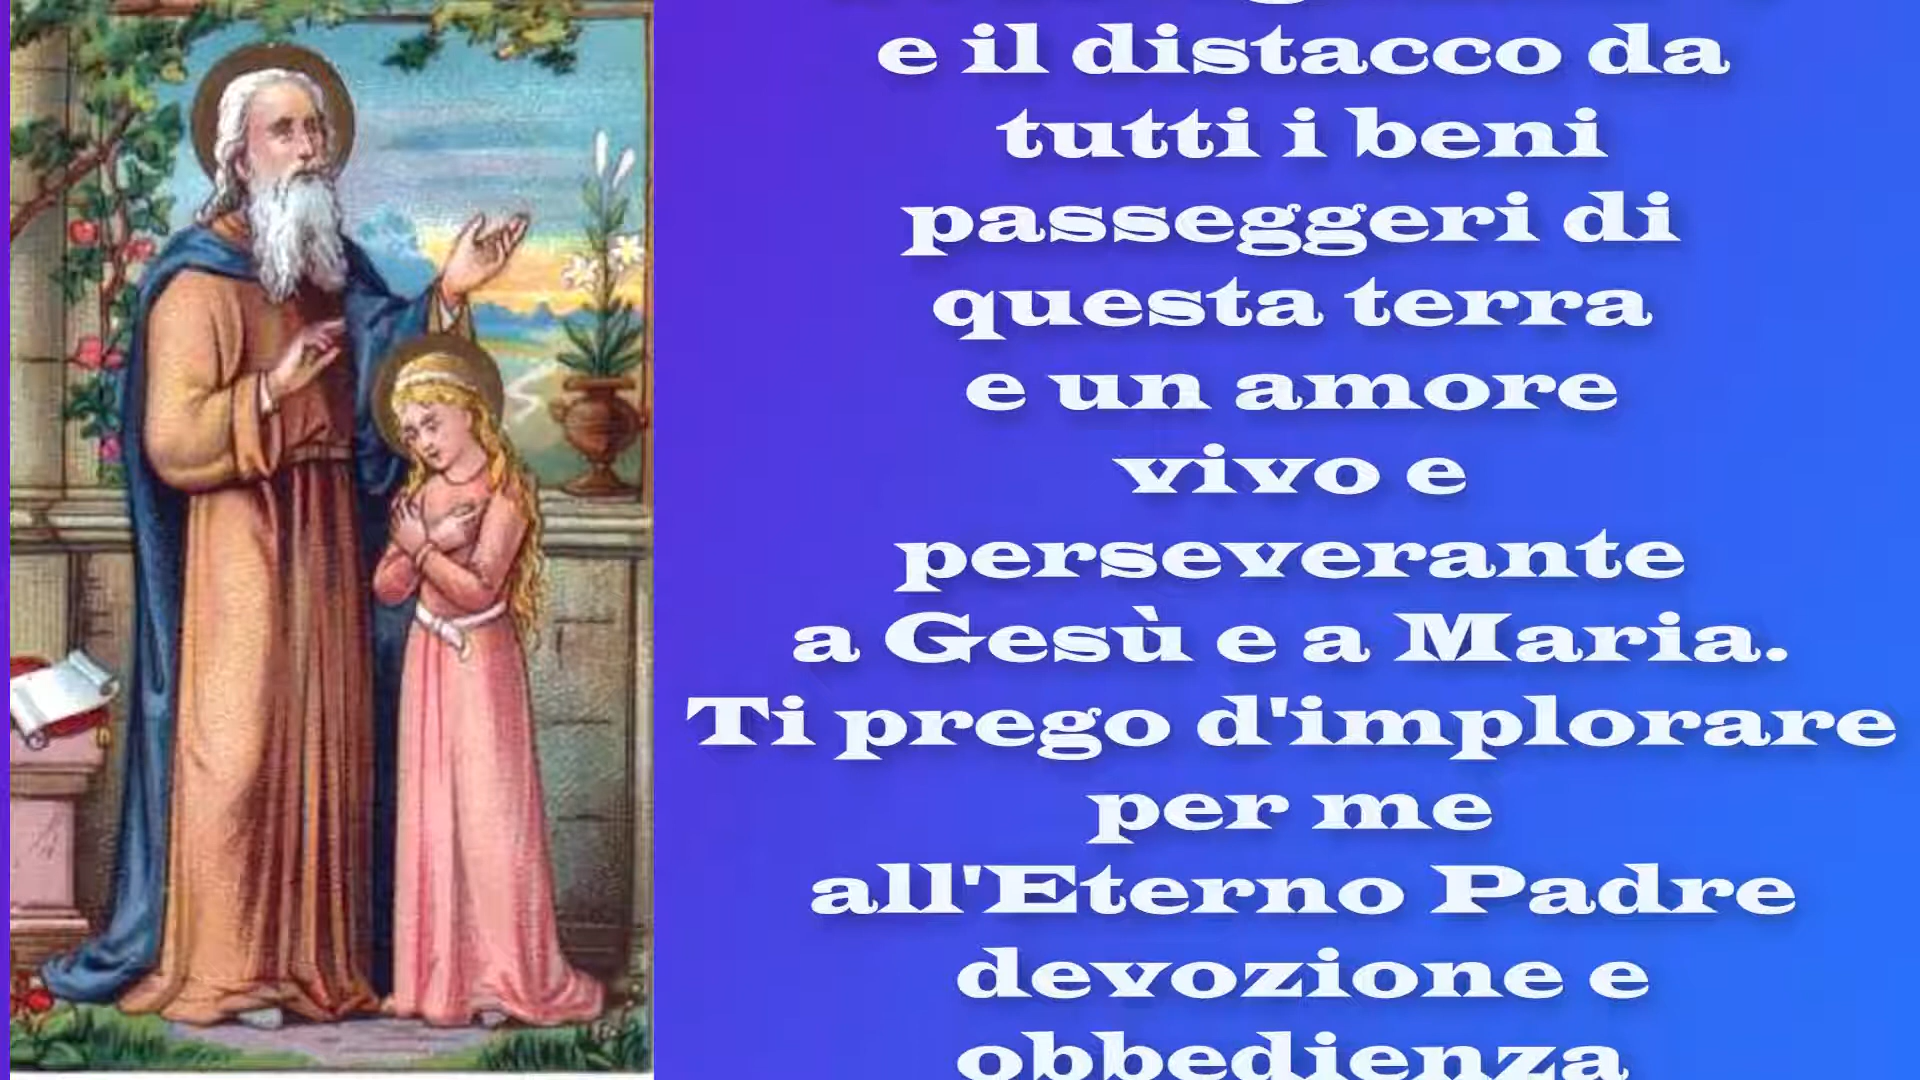 e il distacco da
tutti i beni
passeggeri di
questa terra
e un amore
vivo e
perseverante
a Gesù e a Maria.
Ti prego d'implorare
per me
all'Eterno Padre
devozione e
obbedienza